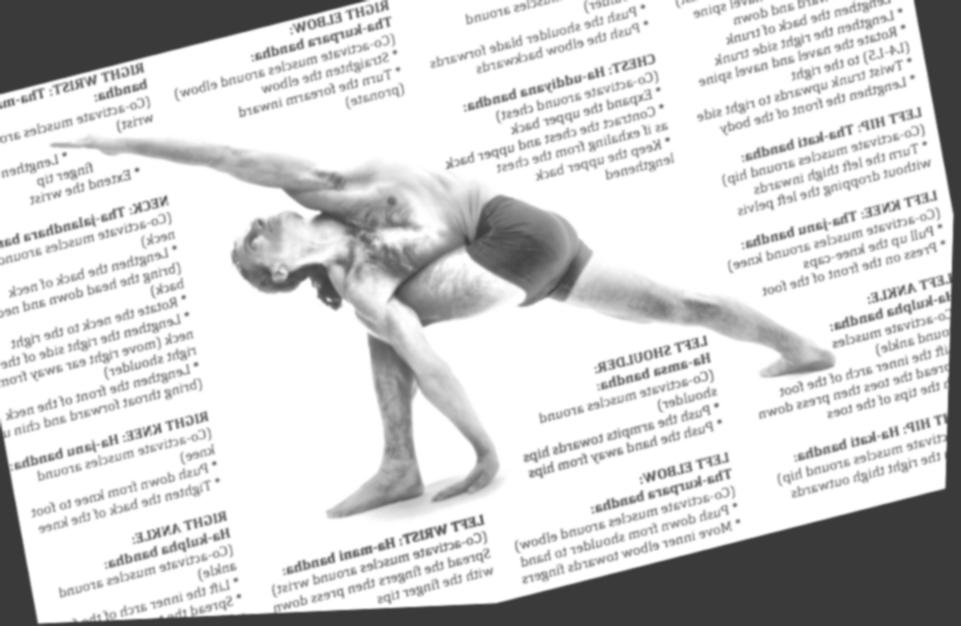 RIGHT WRIST:
bandha:
(Co-activate muscles
wrist)
• Lengthen
finger tip
• Extend the wrist
NECK: Tha-jalandhara
(Co-activate muscles around
neck)
• Lengthen the back of neck
(bring the head down and
back)
• Rotate the neck to the right
• Lengthen the right side of the
neck (move right ear away from
right shoulder)
• Lengthen the front of the neck
(bring throat forward and chin
RIGHT KNEE: Ha-janu bandha:
(Co-activate muscles around
knee)
• Push down from knee to foot
• Tighten the back of the knee
RIGHT ANKLE:
Ha-kulpha bandha:
(Co-activate muscles around
ankle)
• Lift the inner arch of the
• Spread the
RIGHT ELBOW:
Tha-kurpara bandha:
(Co-activate muscles around elbow)
• Straighten the elbow
• Turn the forearm inward
(pronate)
muscles around
• Push the shoulder blade forwards
• Push the elbow backwards
CHEST: Ha-uddiyana bandha:
(Co-activate around chest)
• Expand the upper back
• Contract the chest and upper back
as if exhaling from the chest
• Keep the upper back
lengthened
navel spine
and down
• Lengthen the back of trunk
• Lengthen the right side trunk
• Rotate the navel and navel spine
(L4-L5) to the right
• Twist trunk upwards to right side
• Lengthen the front of the body
LEFT HIP: Tha-kati bandha:
(Co-activate muscles around hip)
• Turn the left thigh inwards
without dropping the left pelvis
LEFT KNEE: Tha-janu bandha:
(Co-activate muscles around knee)
• Pull up the knee-caps
• Press on the front of the foot
LEFT ANKLE:
Ha-kulpha bandha:
Co-activate muscles
around ankle)
Lift the inner arch of the foot
spread the toes then press down
the tips of the toes
HIP: Ha-kati bandha:
muscles around hip)
the right thigh outwards
LEFT SHOULDER:
Ha-amsa bandha:
(Co-activate muscles around
shoulder)
• Push the armpits towards hips
• Push the hand away from hips
LEFT ELBOW:
Tha-kurpara bandha:
(Co-activate muscles around elbow)
• Push down from shoulder to hand
• Move inner elbow towards fingers
LEFT WRIST: Ha-mani bandha:
(Co-activate muscles around wrist)
Spread the fingers then press down
with the finger tips